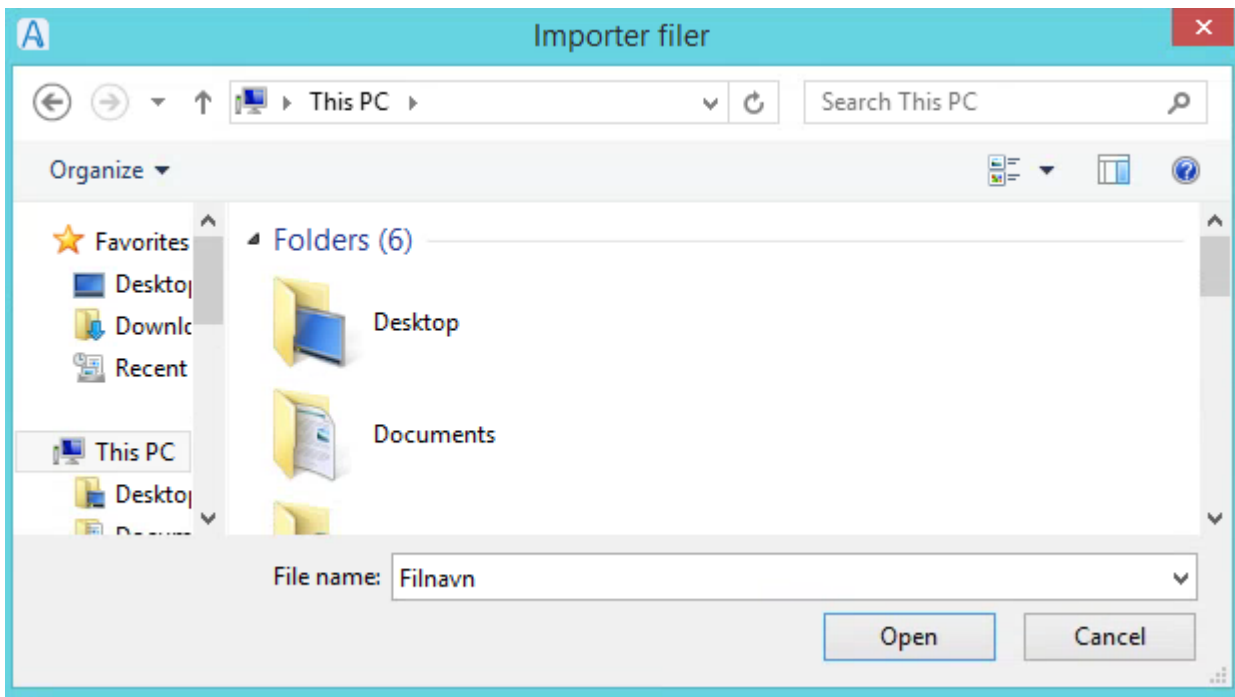 Importer filer
This PC
Search This PC
Organize
Favorites
Folders (6)
Desktop
Recent
Documents
This PC
File name: Filnavn
Open Cancel